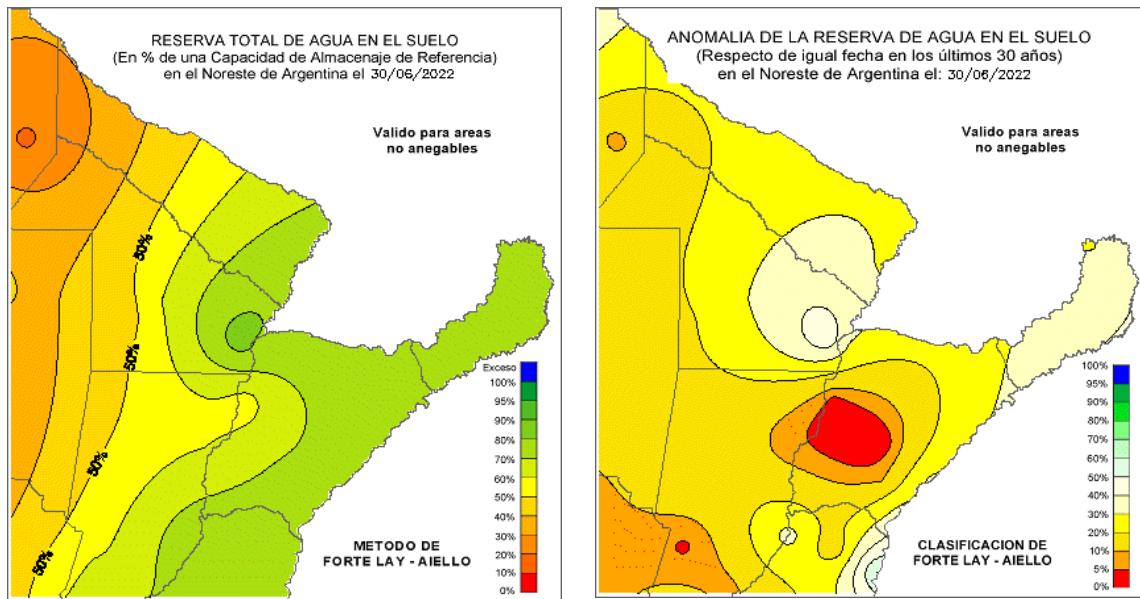 RESERVA TOTAL DE AGUA EN EL SUELO
(En % de una Capacidad de Almacenaje de Referencia)
en el Noreste de Argentina el 30/06/2022
Valido para areas
no anegables
50%
50%
50%
50%
Exceso
100%
95%
90%
80%
70%
60%
50%
40%
30%
20%
10%
0%
METODO DE
FORTE LAY - AIELLO
ANOMALIA DE LA RESERVA DE AGUA EN EL SUELO
(Respecto de igual fecha en los últimos 30 años)
en el Noreste de Argentina el: 30/06/2022
Valido para areas
no anegables
100%
95%
90%
80%
70%
60%
50%
40%
30%
20%
10%
5%
0%
CLASIFICACION DE
FORTE LAY - AIELLO